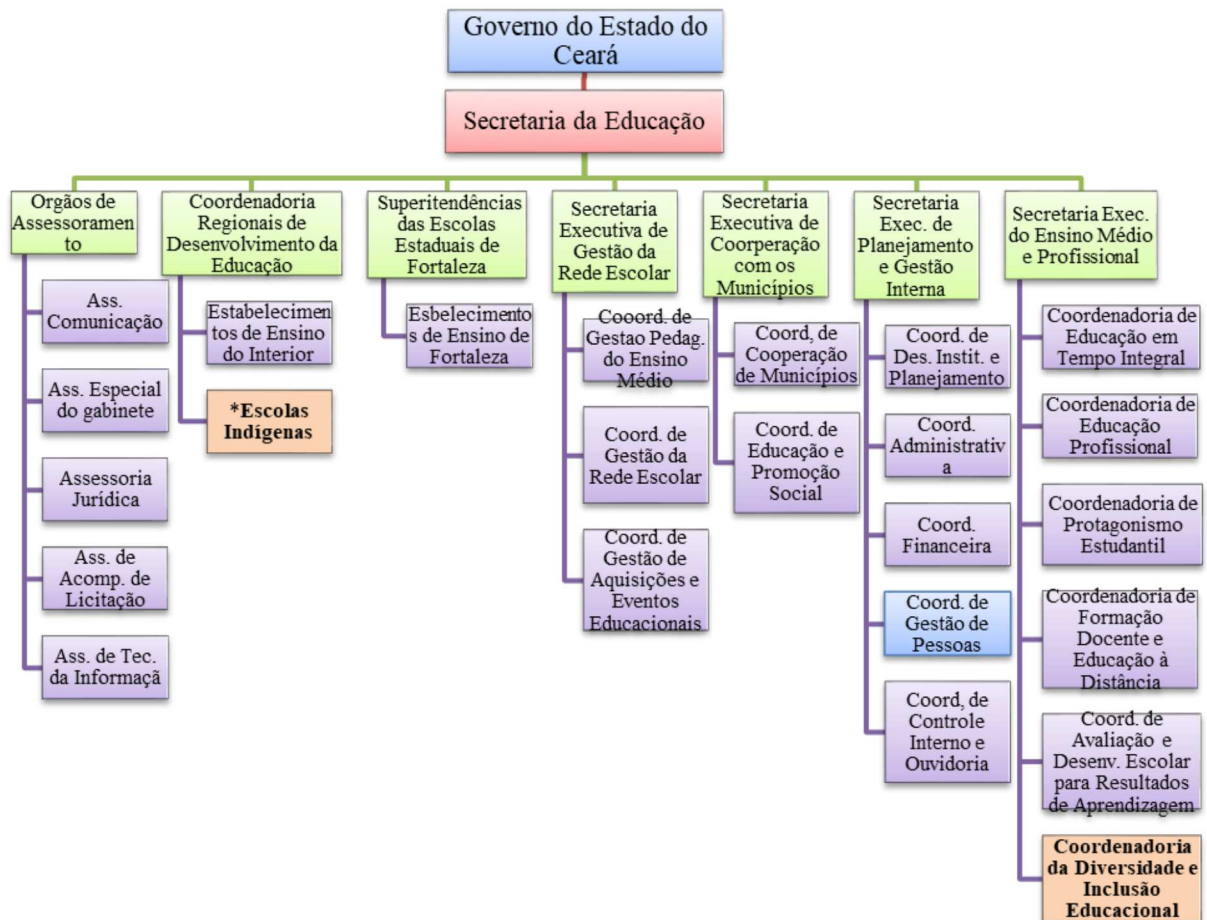 Governo do Estado do
Ceará
Secretaria da Educação
Orgãos de
Assessoramen
to
Ass.
Comunicação
Ass. Especial
do gabinete
Assessoria
Jurídica
Ass. de
Acomp. de
Licitação
Ass. de Tec.
da Informaçã
Coordenadoria
Regionais de
Desenvolvimento da
Educação
Estabelecimen
tos de Ensino
do Interior
*Escolas
Indígenas
Superitendências
das Escolas
Estaduais de
Fortaleza
Esbelecimento
s de Ensino de
Fortaleza
Secretaria
Executiva de
Gestão da
Rede Escolar
Cooord. de
Gestao Pedag.
do Ensino
Médio
Coord. de
Gestão da
Rede Escolar
Coord. de
Gestão de
Aquisições e
Eventos
Educacionais
Secretaria
Executiva de
Coorperação
com os
Municípios
Coord, de
Cooperação
de Municípios
Coord. de
Educação e
Promoção
Social
Secretaria
Exec. de
Planejamento
e Gestão
Interna
Coord. de
Des. Instit. e
Planejamento
Coord.
Administrativ
a
Coord.
Financeira
Coord. de
Gestão de
Pessoas
Coord, de
Controle
Interno e
Ouvidoria
Secretaria Exec.
do Ensino Médio
e Profissional
Coordenadoria de
Educação em
Tempo Integral
Coordenadoria de
Educação
Profissional
Coordenadoria de
Protagonismo
Estudantil
Coordenadoria de
Formação
Docente e
Educação à
Distância
Coord. de
Avaliação e
Desenv. Escolar
para Resultados
de Aprendizagem
Coordenadoria
da Diversidade e
Inclusão
Educacional